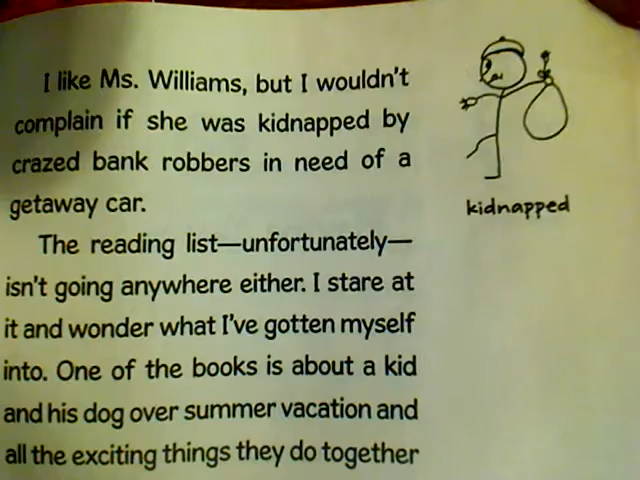 I like Ms. Williams, but I wouldn't
complain if she was kidnapped by
crazed bank robbers in need of a
getaway car.
The reading list—unfortunately—
isn't going anywhere either. I stare at
it and wonder what I've gotten myself
into. One of the books is about a kid
and his dog over summer vacation and
all the exciting things they do together
kidnapped